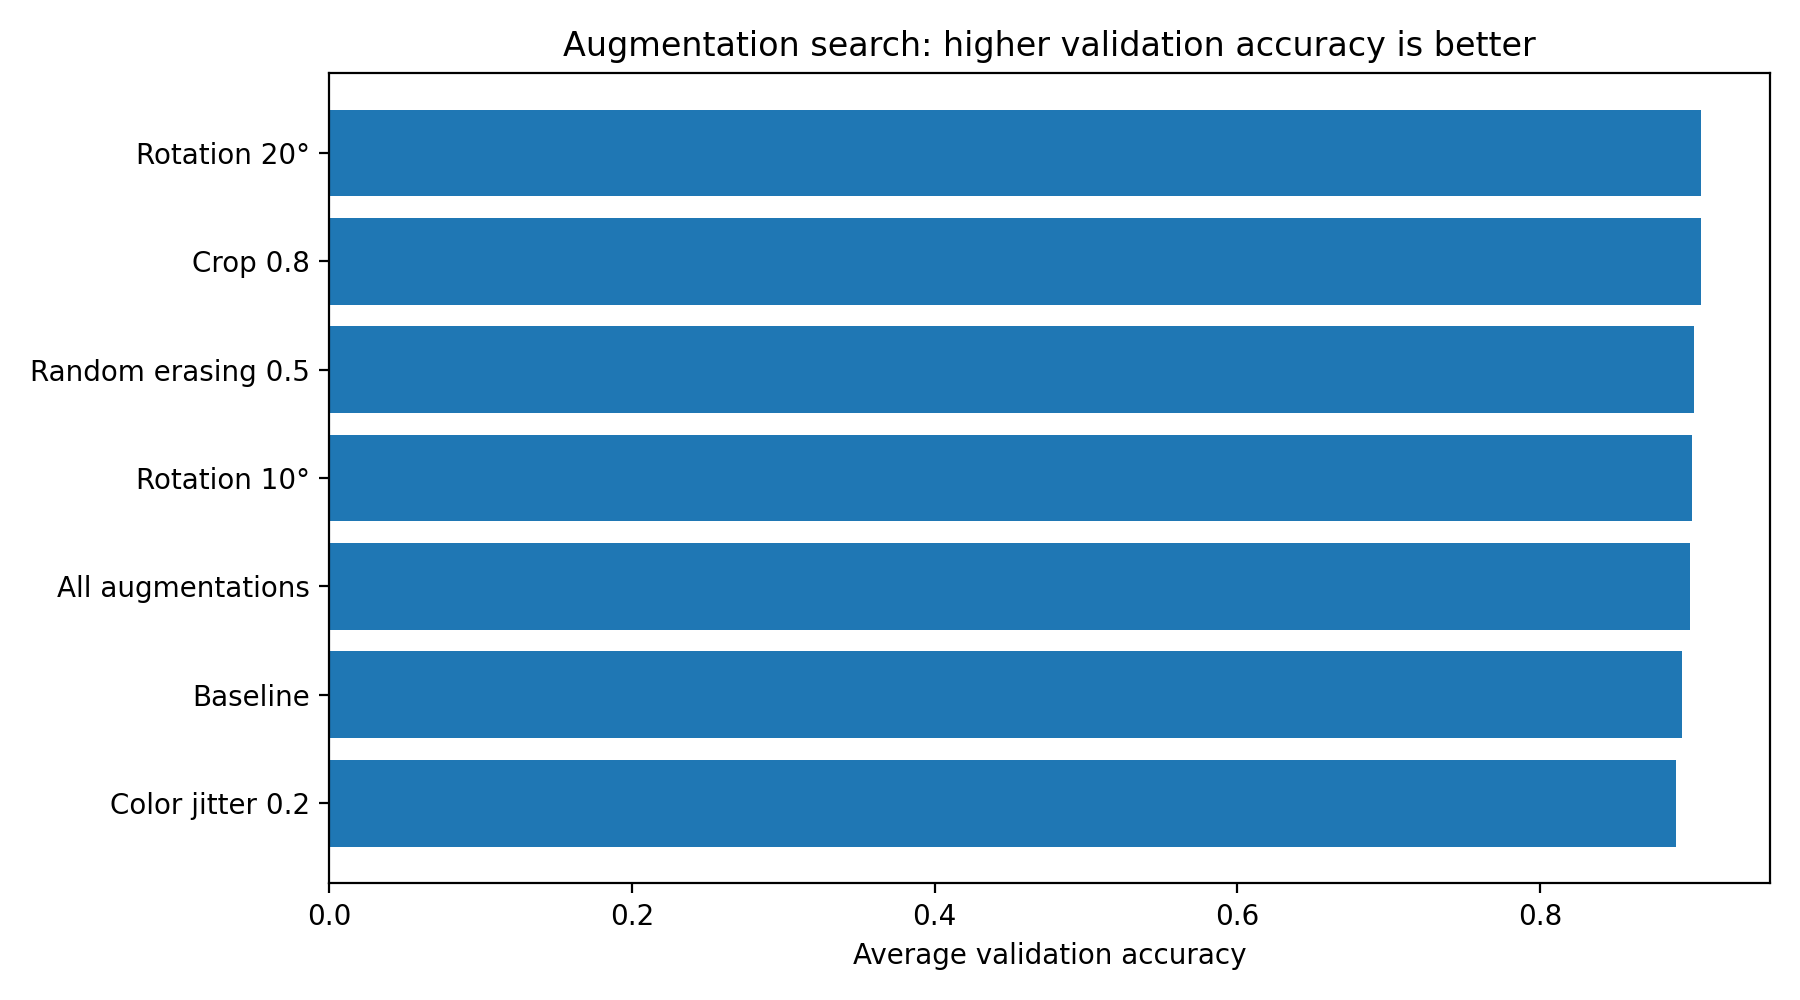 Augmentation search: higher validation accuracy is better
Rotation 20°
Crop 0.8
Random erasing 0.5
Rotation 10°
All augmentations
Baseline
Color jitter 0.2
0.0 0.2 0.4 0.6 0.8
Average validation accuracy